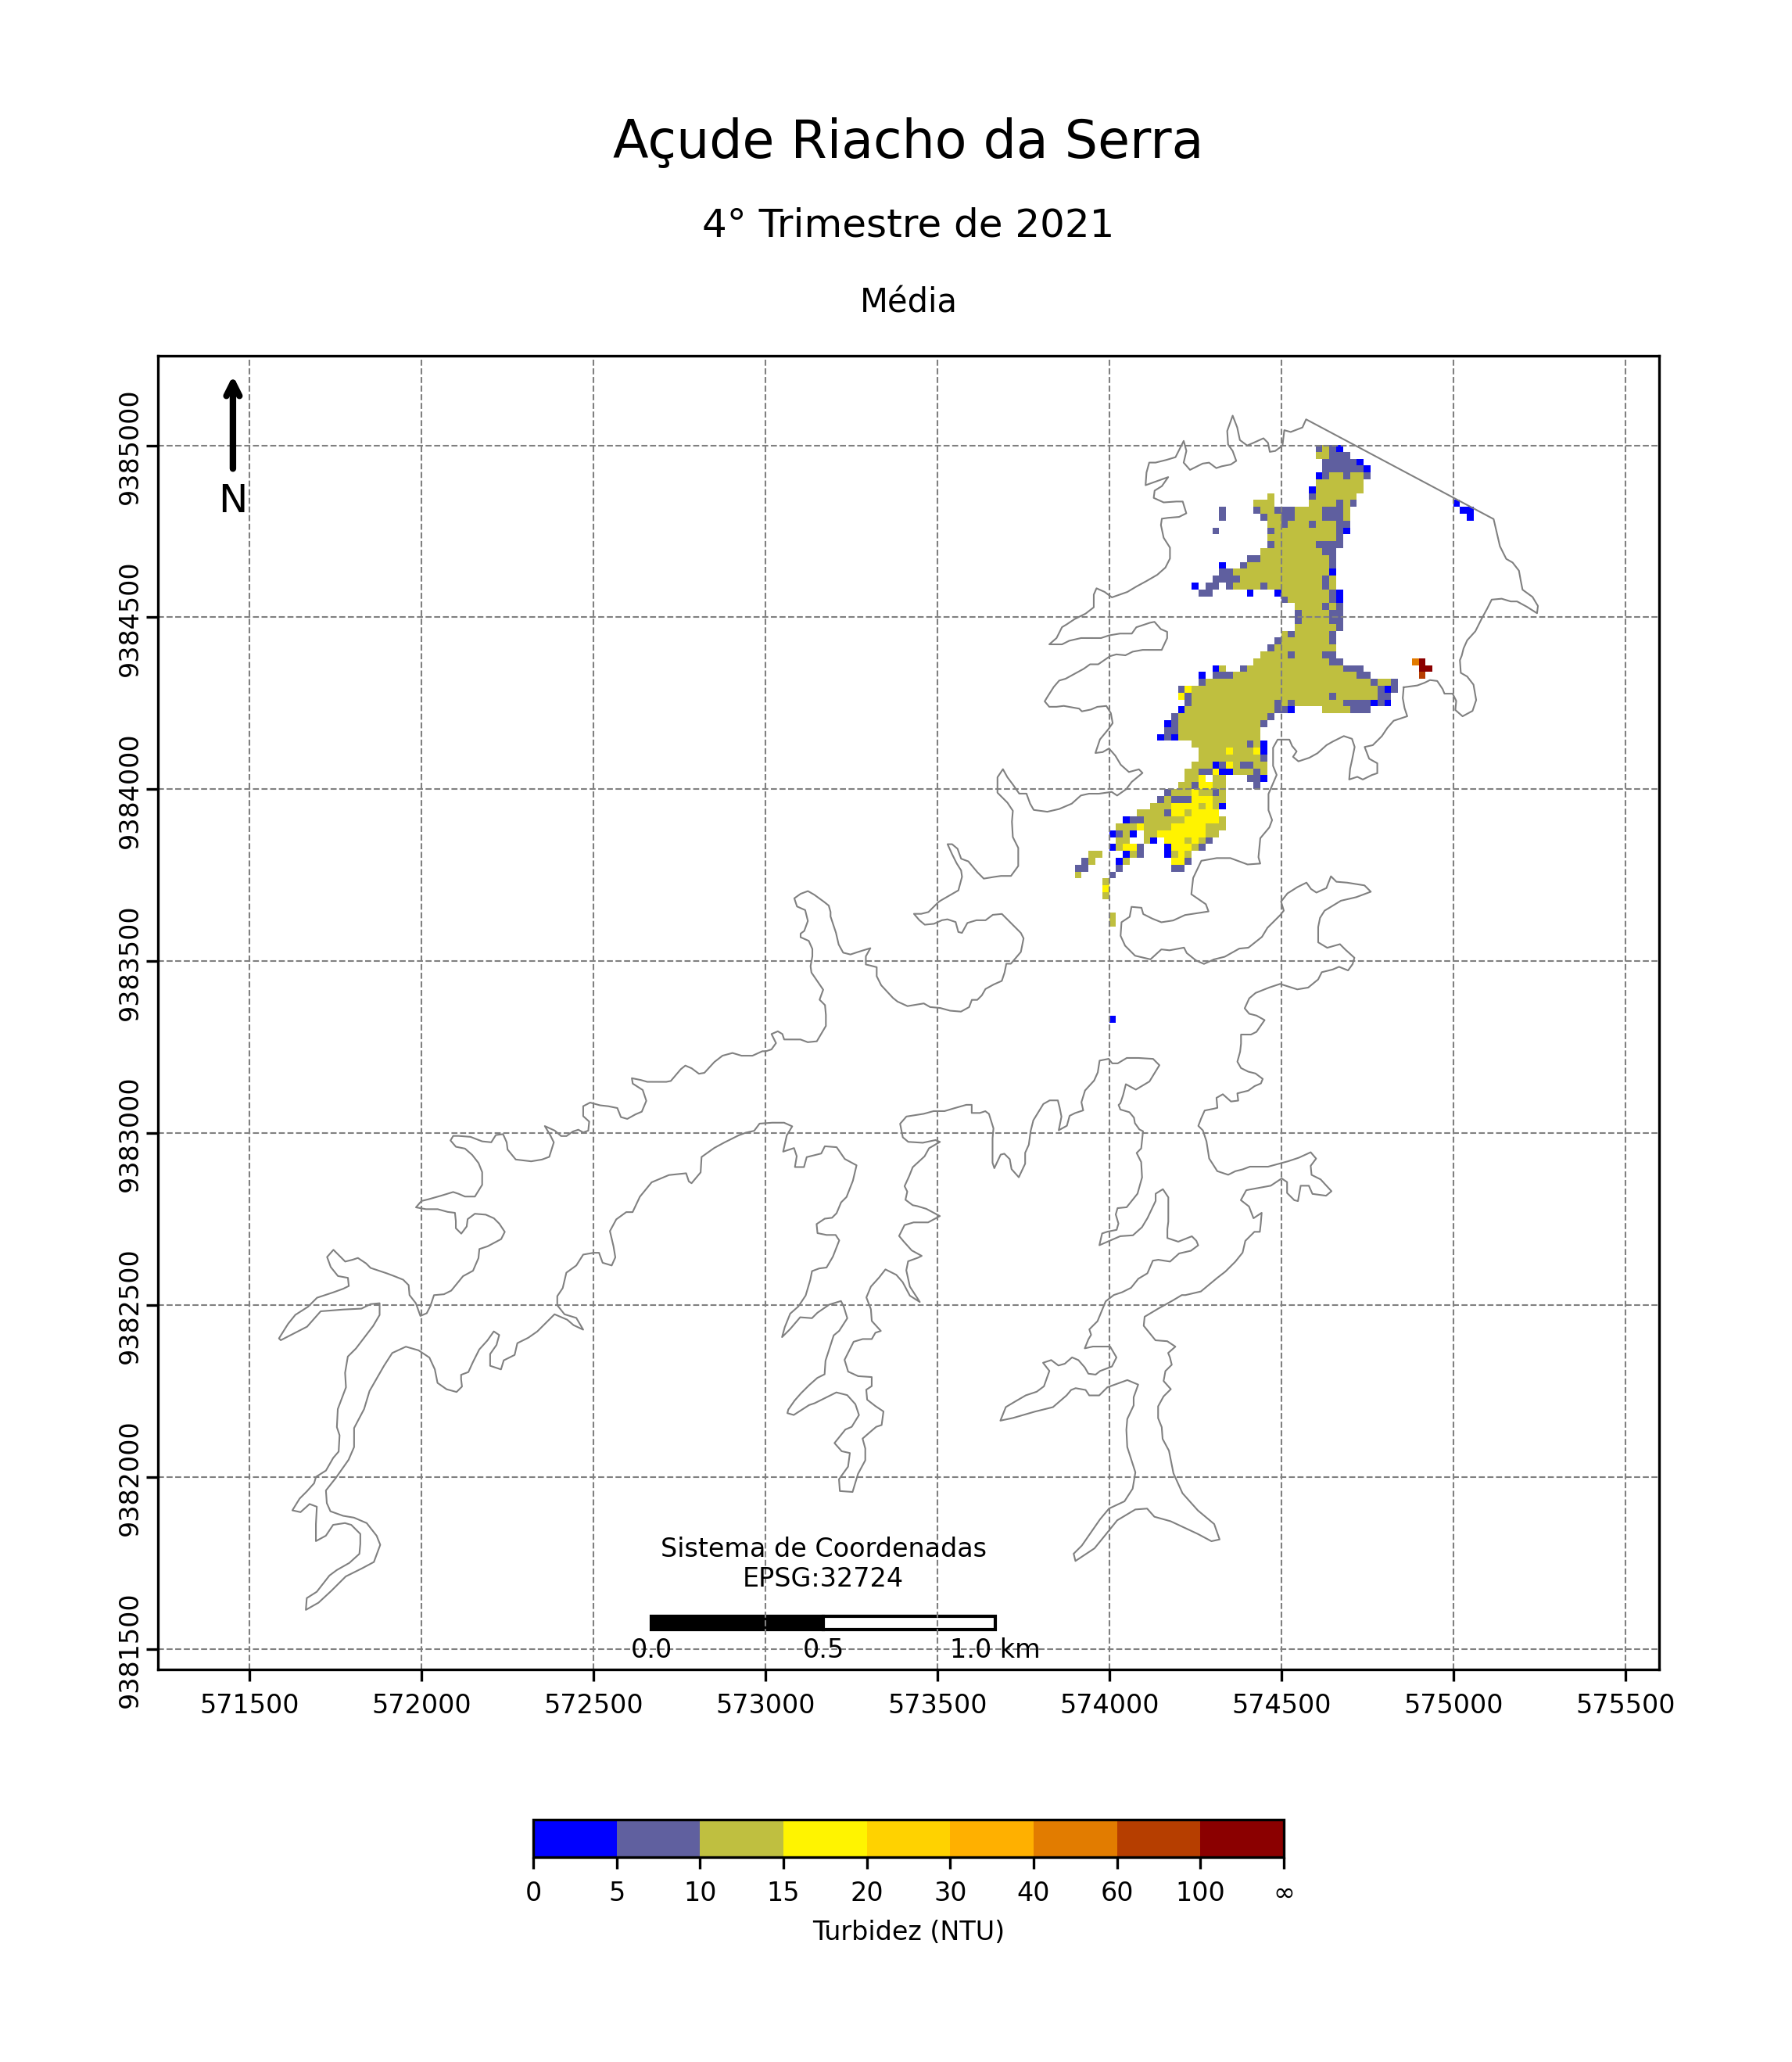 Açude Riacho da Serra
4° Trimestre de 2021
Média
N
9385000
9384500
9384000
9383500
9383000
9382500
9382000
9381500
Sistema de Coordenadas
EPSG:32724
0.0 0.5 1.0 km
571500 572000 572500 573000 573500 574000 574500 575000 575500
0 5 10 15 20 30 40 60 100 ∞
Turbidez (NTU)